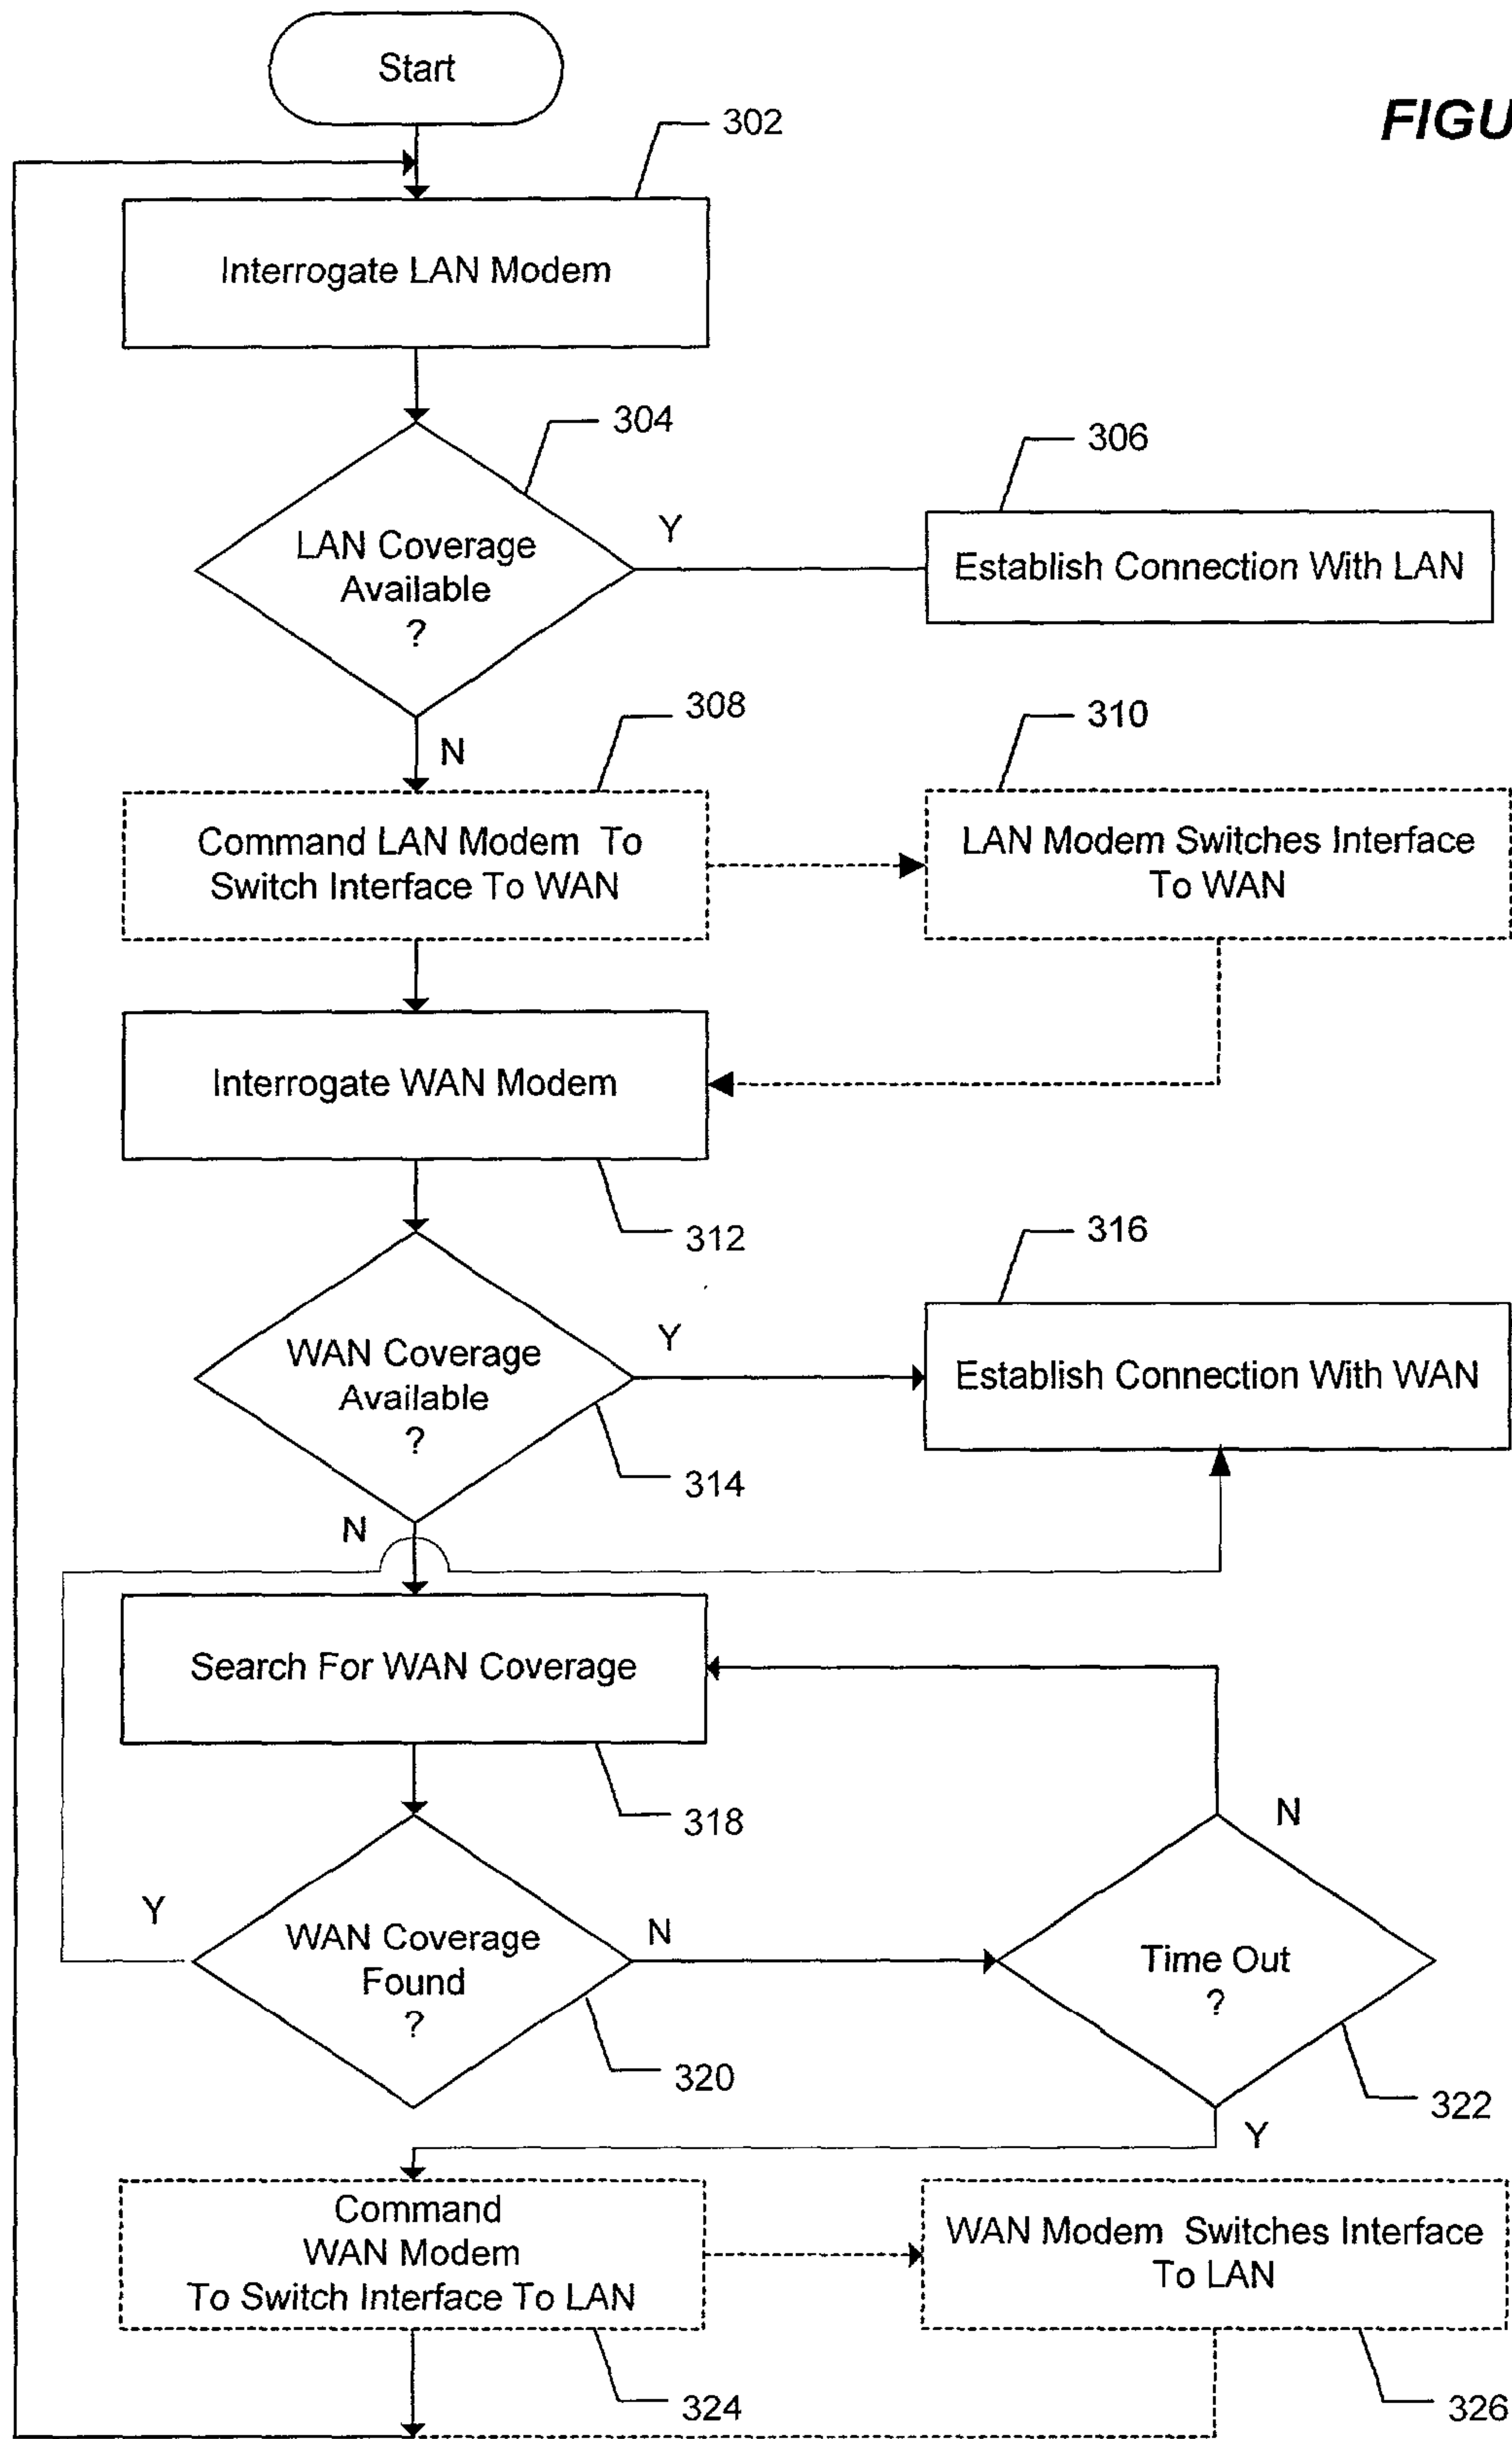 Start
FIGU
302
Interrogate LAN Modem
304
306
LAN Coverage
Available
?
Y
Establish Connection With LAN
N
308
310
Command LAN Modem To
Switch Interface To WAN
LAN Modem Switches Interface
To WAN
Interrogate WAN Modem
312
316
WAN Coverage
Available
?
Y
Establish Connection With WAN
314
N
Search For WAN Coverage
318
N
Y
WAN Coverage
Found
?
N
Time Out
?
320
322
Y
Command
WAN Modem
To Switch Interface To LAN
WAN Modem Switches Interface
To LAN
324
326